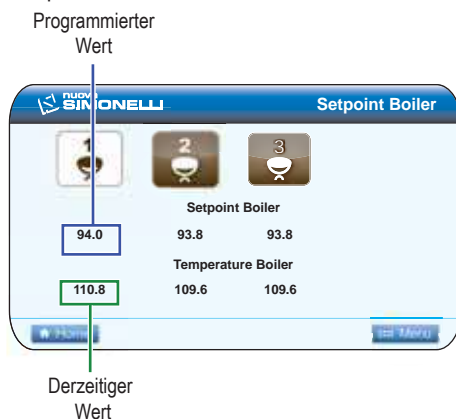 Programmierter
Wert
nuova
SIMONELLI
Setpoint Boiler
1 2 3
Setpoint Boiler
94.0 93.8 93.8
Temperature Boiler
110.8 109.6 109.6
Home Menu
Derzeitiger
Wert